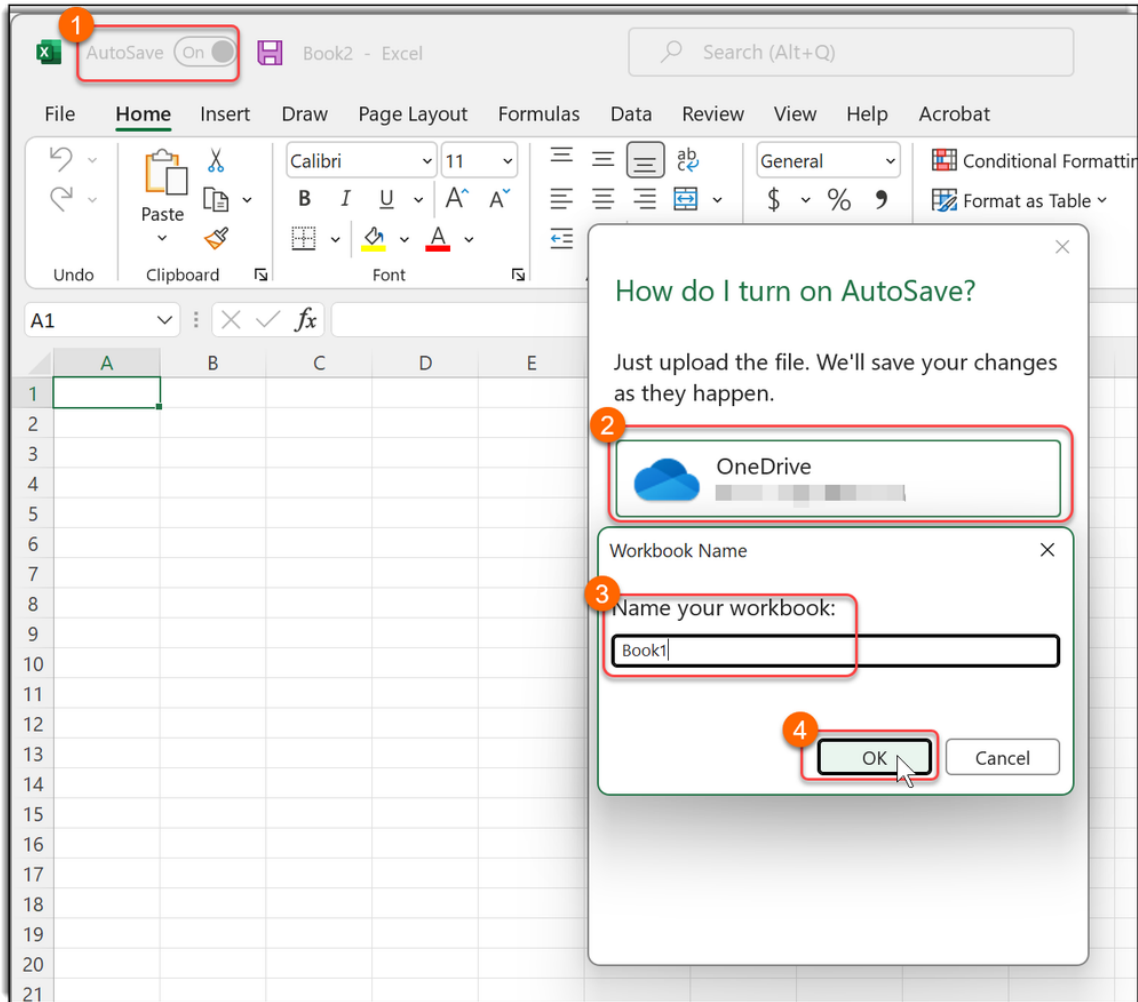 1
AutoSave On Book2 - Excel Search (Alt+Q)
File Home Insert Draw Page Layout Formulas Data Review View Help Acrobat
Calibri 11 ab c General Conditional Formattin
Paste B I U A A $ % 9 Format as Table
A
Undo Clipboard Font
A1 fx
A B C D E
1
2
3
4
5
6
7
8
9
10
11
12
13
14
15
16
17
18
19
20
21
How do I turn on AutoSave?
Just upload the file. We'll save your changes
as they happen.
2
OneDrive
Workbook Name
3
Name your workbook:
Book1
4
OK Cancel